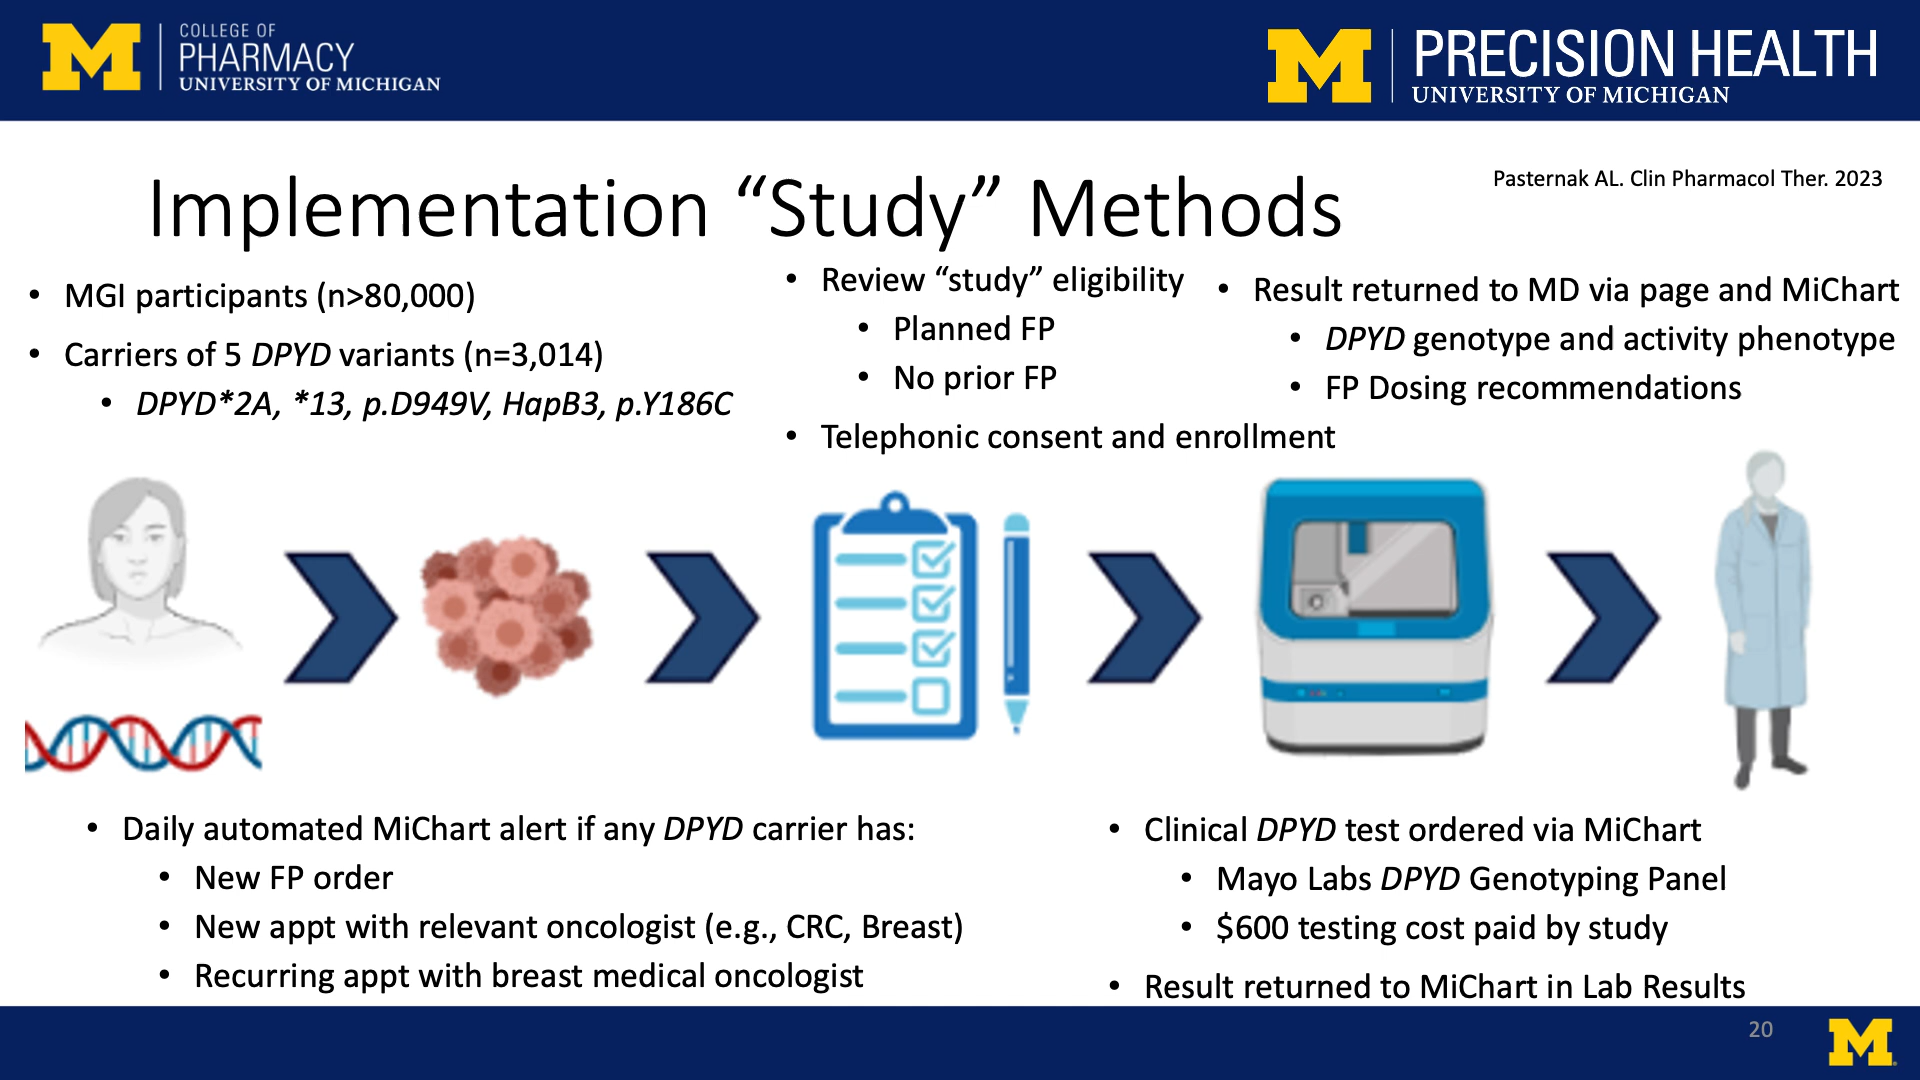 COLLEGE OF
PHARMACY
UNIVERSITY OF MICHIGAN
PRECISION HEALTH
UNIVERSITY OF MICHIGAN
Implementation “Study” Methods
Pasternak AL. Clin Pharmacol Ther. 2023
• MGI participants (n>80,000)
• Carriers of 5 DPYD variants (n=3,014)
• DPYD*2A, *13, p.D949V, HapB3, p.Y186C
• Review “study” eligibility
• Planned FP
• No prior FP
• Telephonic consent and enrollment
• Result returned to MD via page and MiChart
• DPYD genotype and activity phenotype
• FP Dosing recommendations
• Daily automated MiChart alert if any DPYD carrier has:
• New FP order
• New appt with relevant oncologist (e.g., CRC, Breast)
• Recurring appt with breast medical oncologist
• Clinical DPYD test ordered via MiChart
• Mayo Labs DPYD Genotyping Panel
• $600 testing cost paid by study
• Result returned to MiChart in Lab Results
20